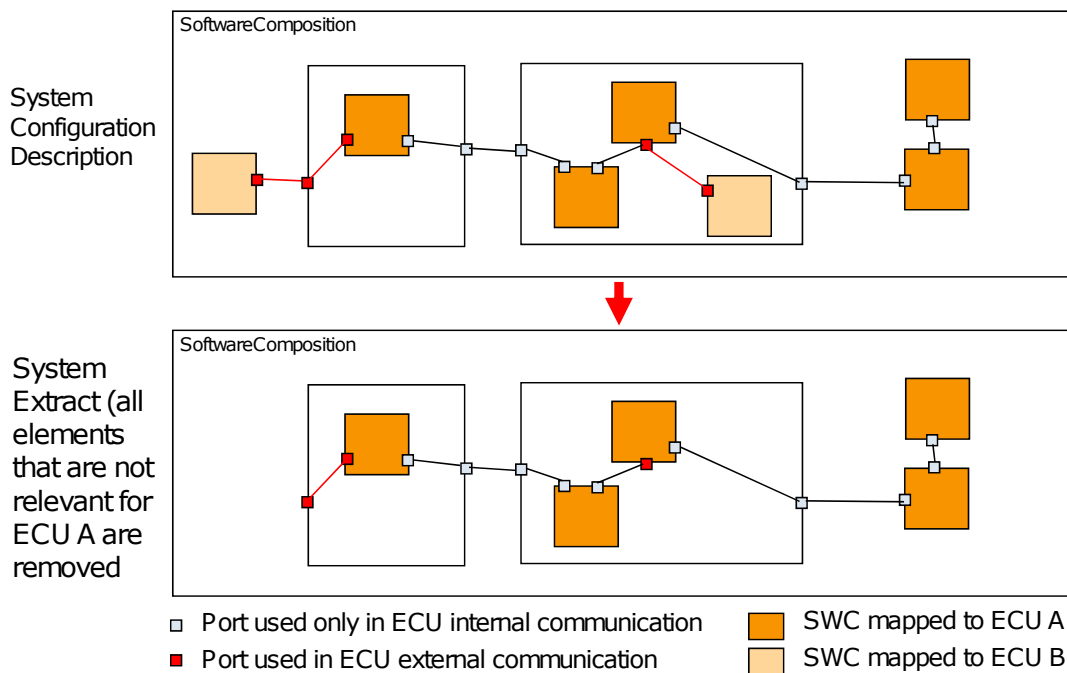 SoftwareComposition
System
Configuration
Description
SoftwareComposition
System
Extract (all
elements
that are not
relevant for
ECU A are
removed
Port used only in ECU internal communication
SWC mapped to ECU A
Port used in ECU external communication
SWC mapped to ECU B